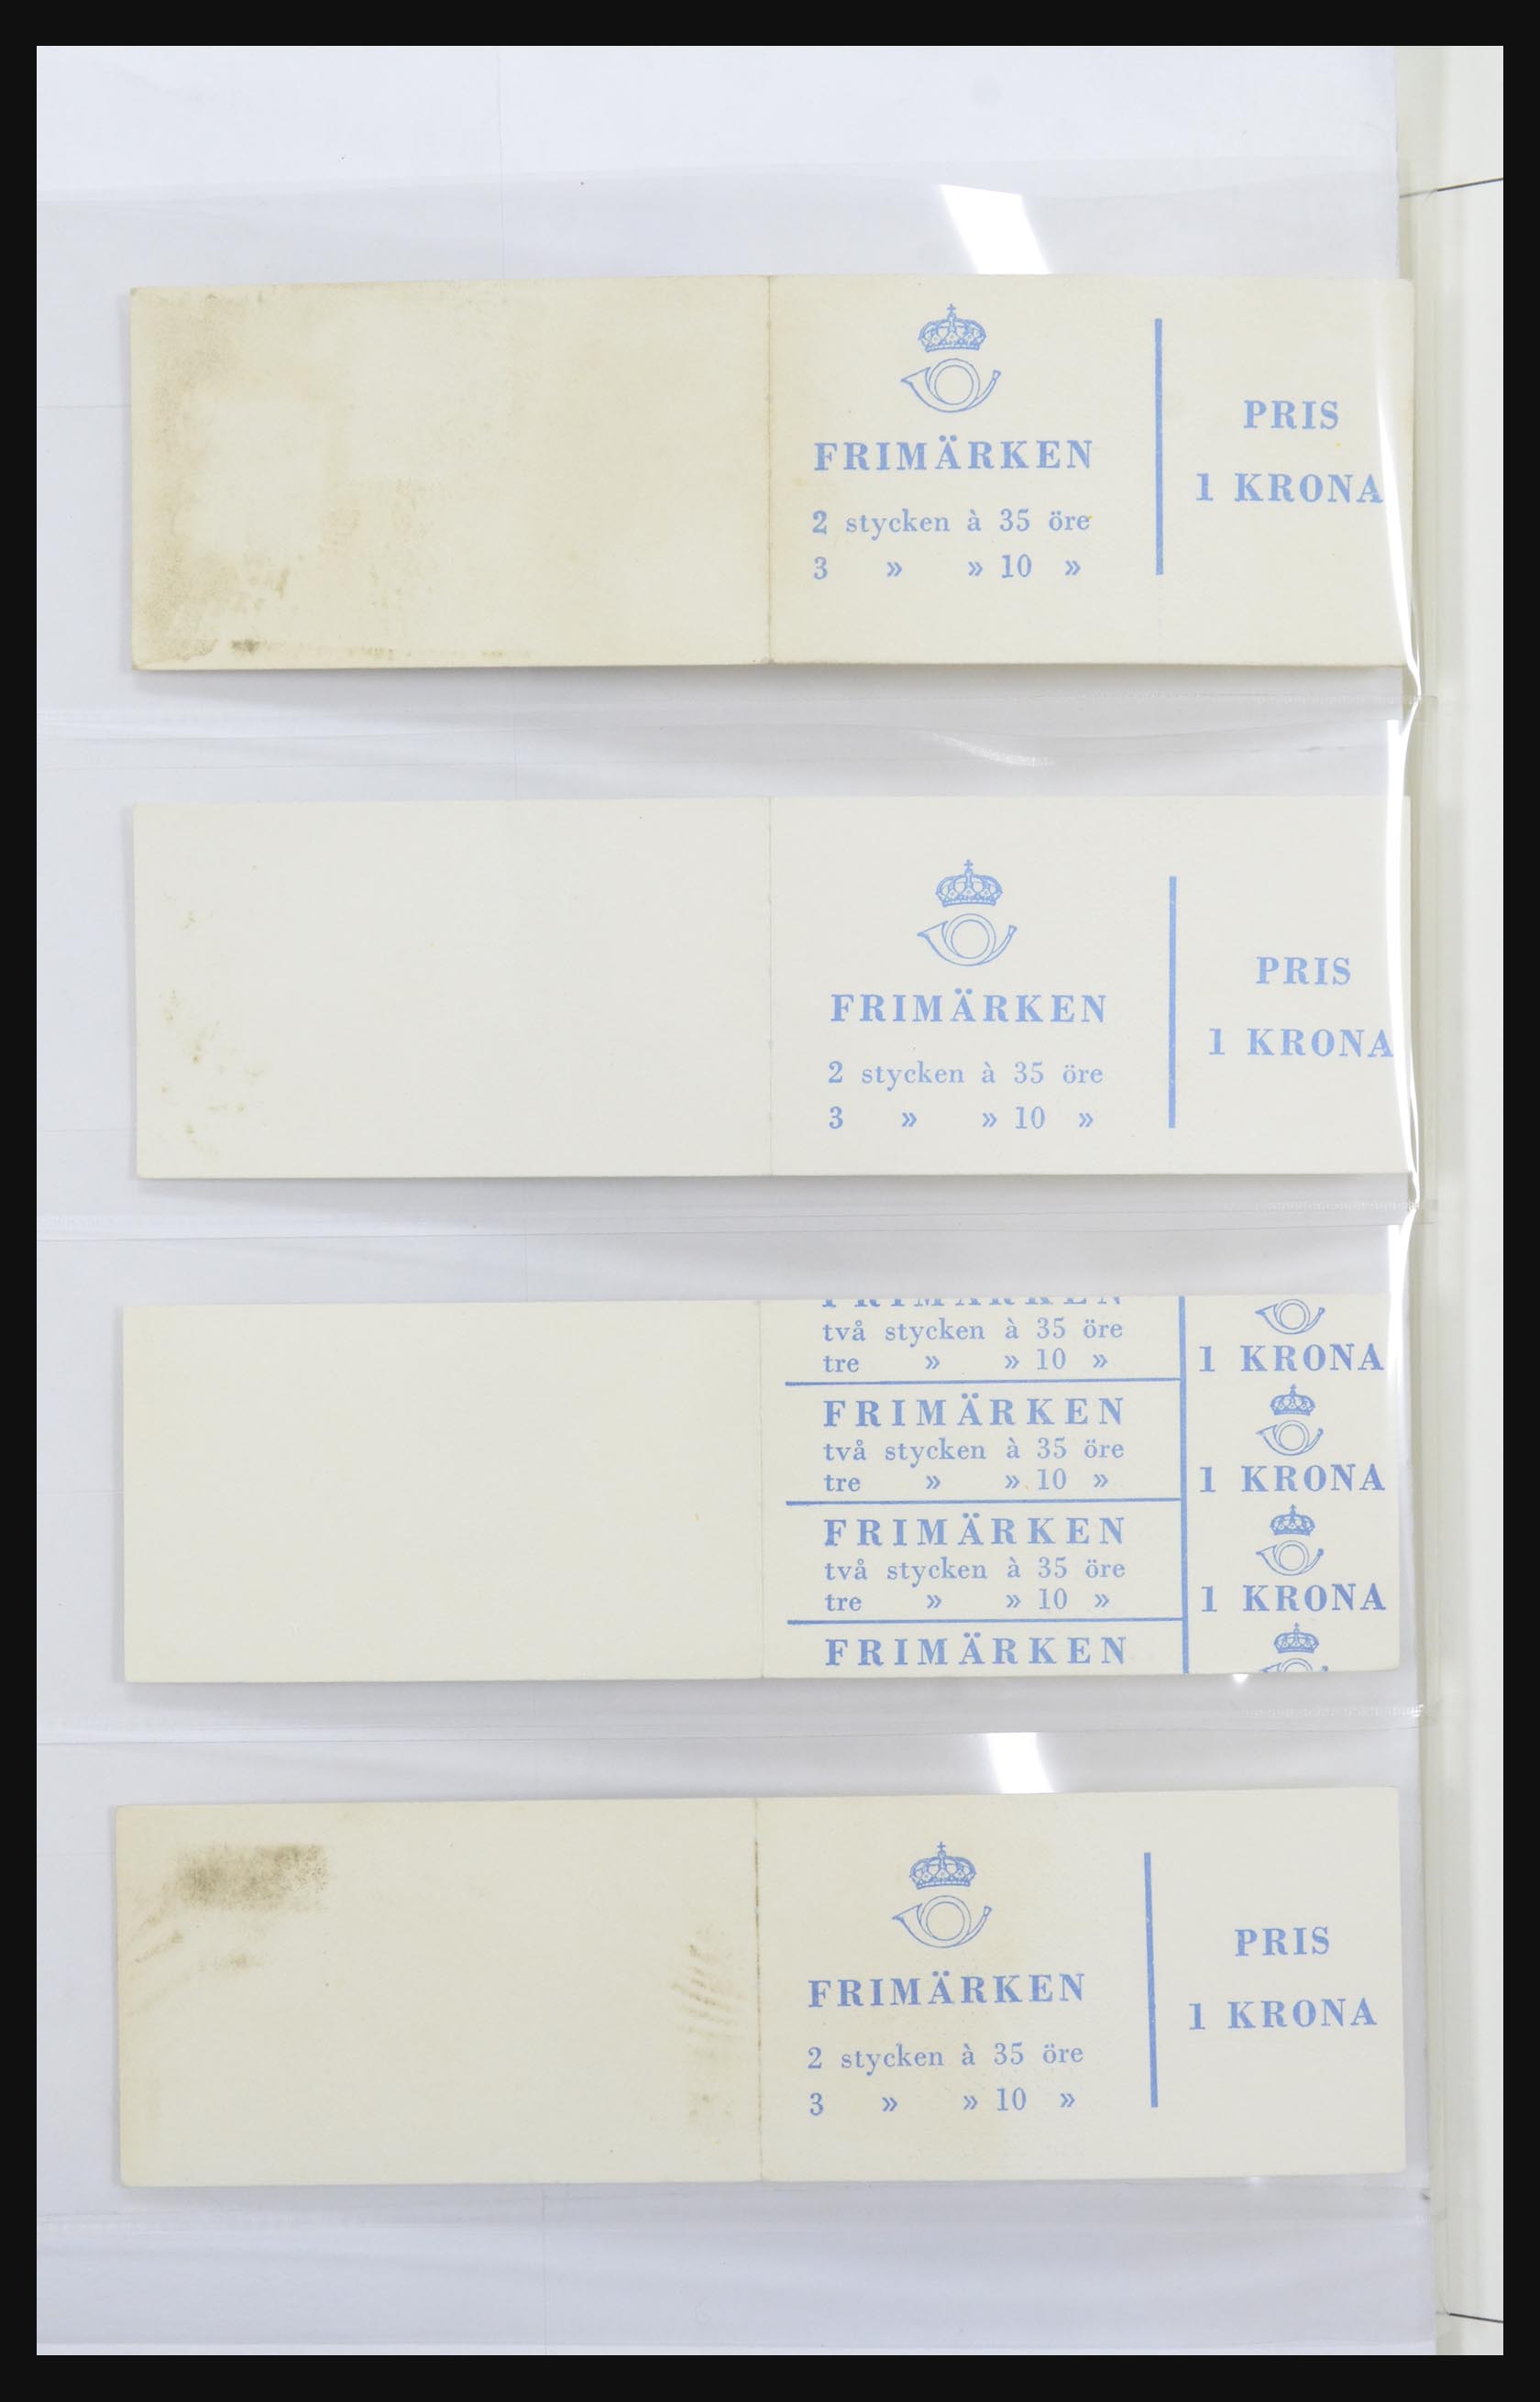 FRIMÄRKEN
2 stycken à 35 öre
3 » » 10 »
PRIS
1 KRONA
FRIMÄRKEN
2 stycken à 35 öre
3 » » 10 »
PRIS
1 KRONA
FRIMÄRKEN
två stycken à 35 öre
tre » » 10 »
1 KRONA
FRIMÄRKEN
två stycken à 35 öre
tre » » 10 »
1 KRONA
FRIMÄRKEN
två stycken à 35 öre
tre » » 10 »
1 KRONA
FRIMÄRKEN
FRIMÄRKEN
2 stycken à 35 öre
3 » » 10 »
PRIS
1 KRONA